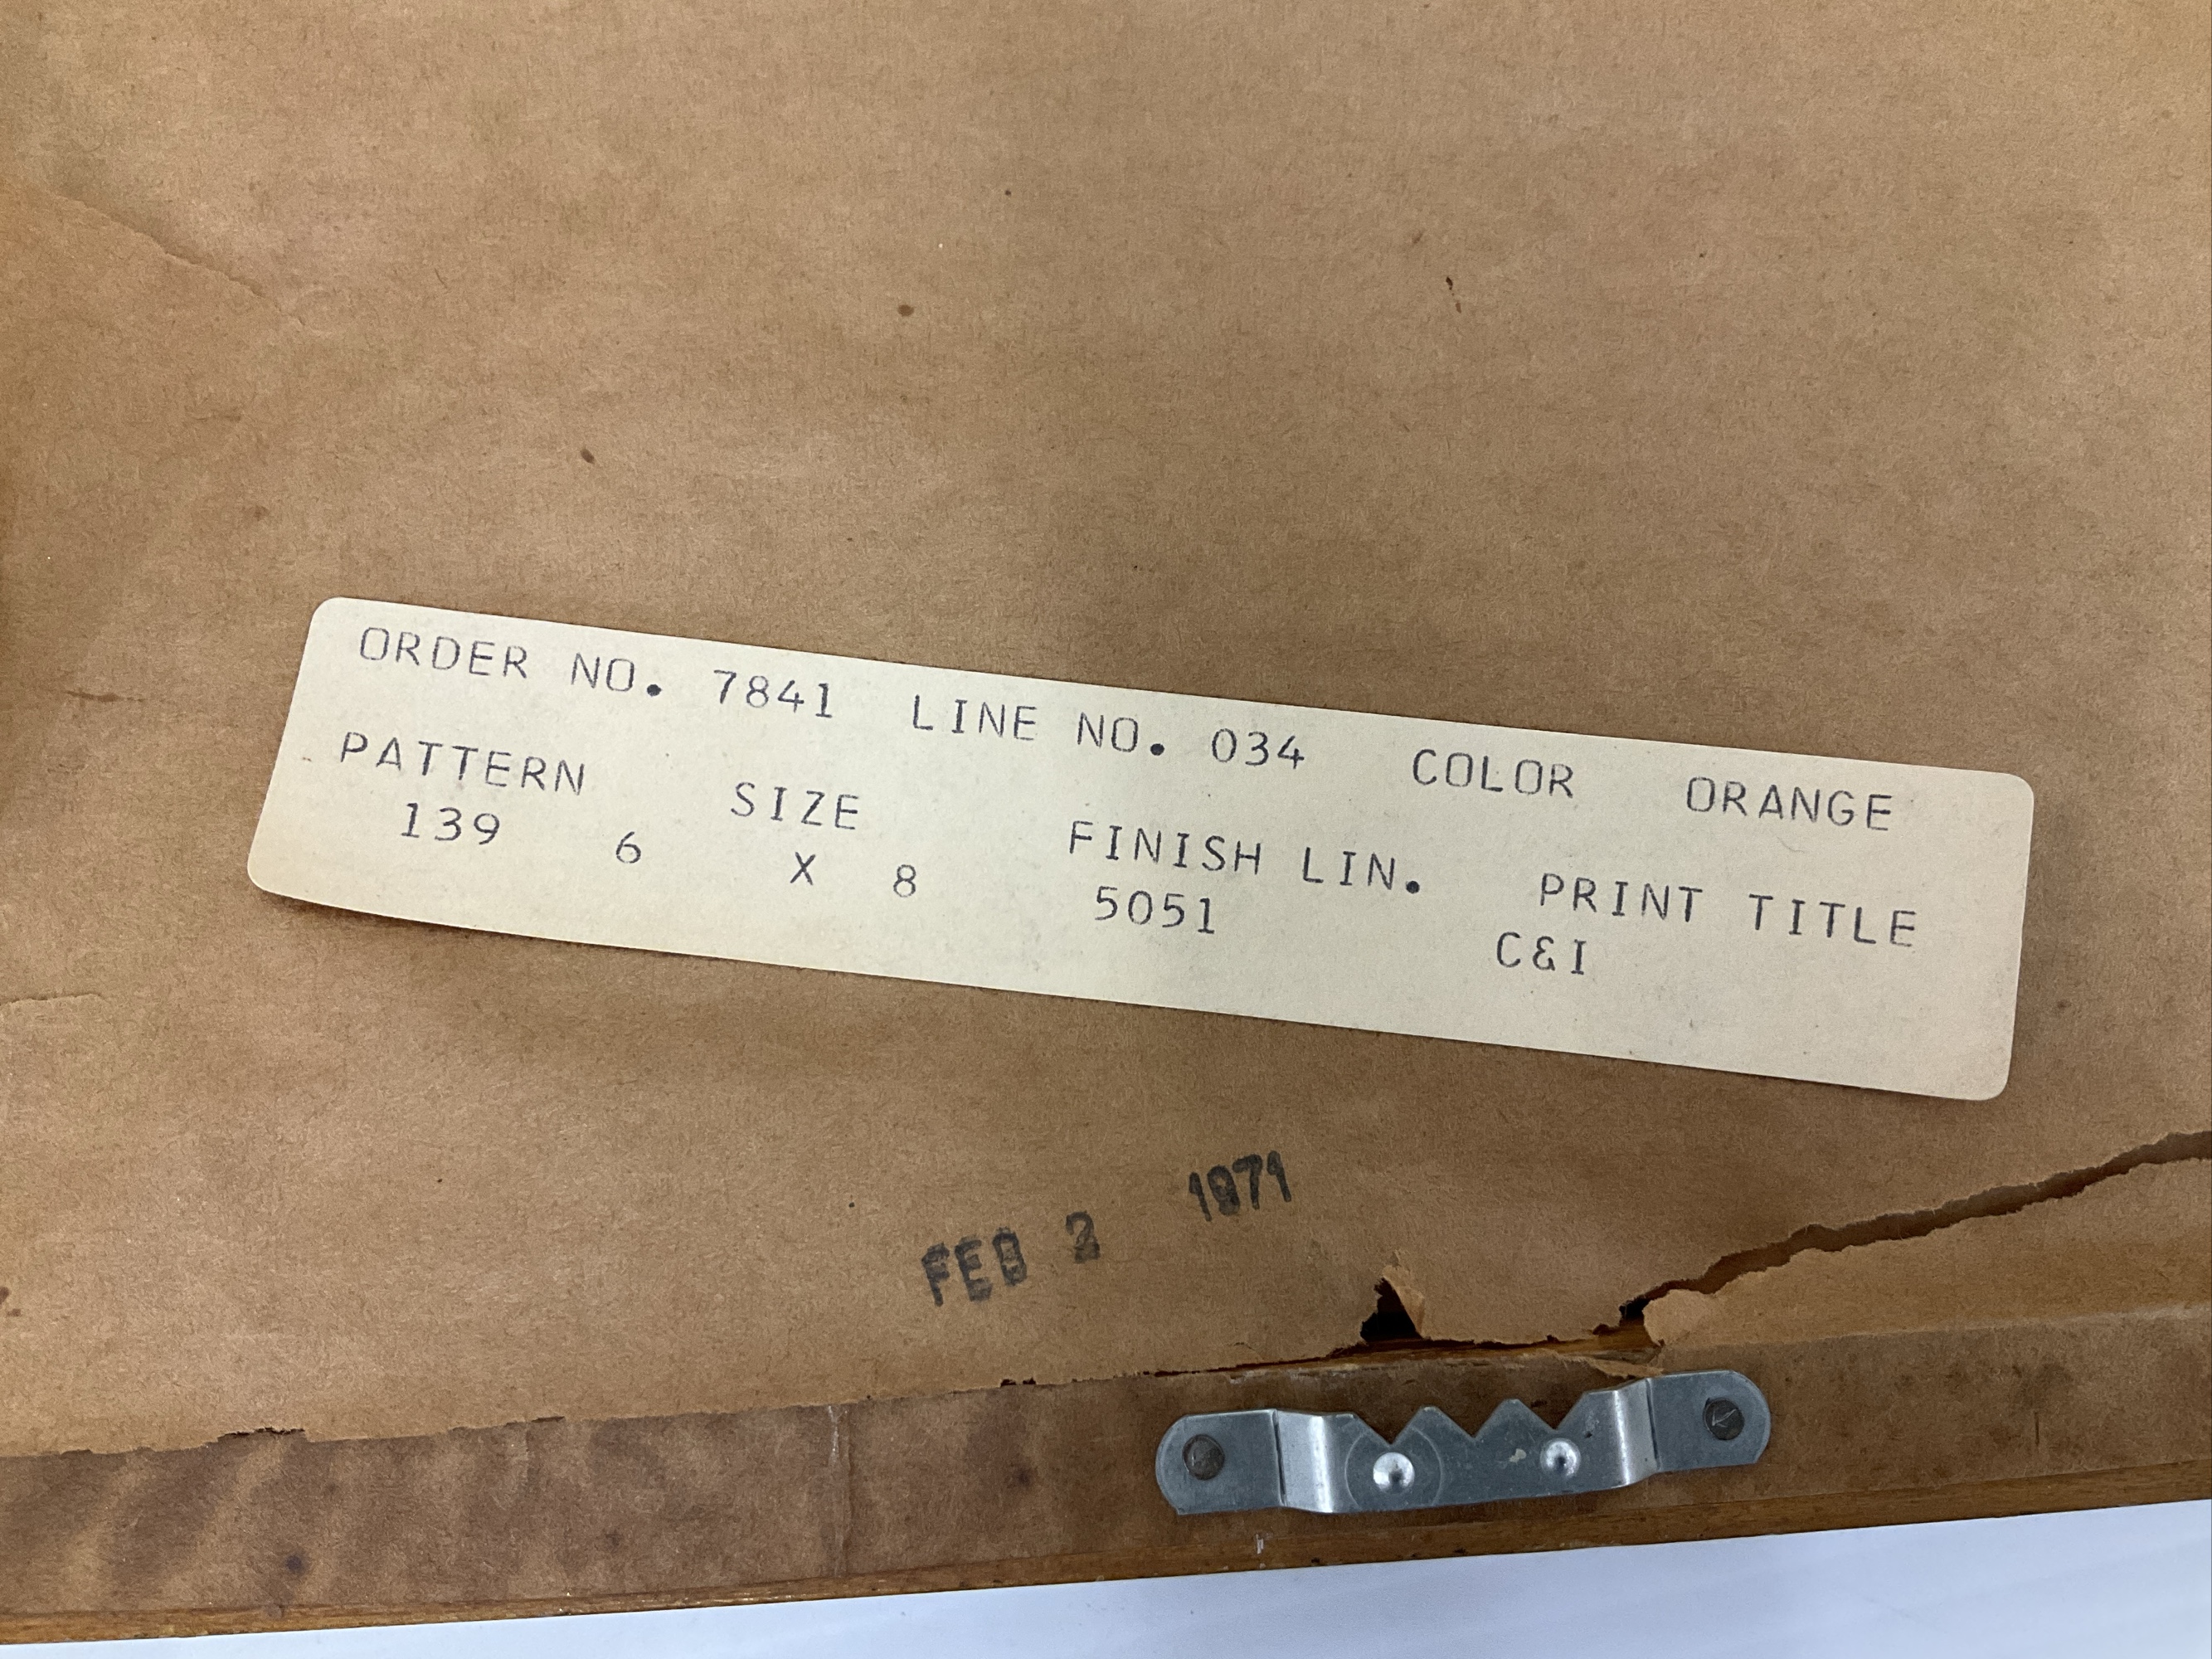 ORDER NO. 7841 LINE NO. 034 COLOR ORANGE
PATTERN SIZE FINISH LIN. PRINT TITLE
139 6 X 8 5051 C&I
FEB 2 1971